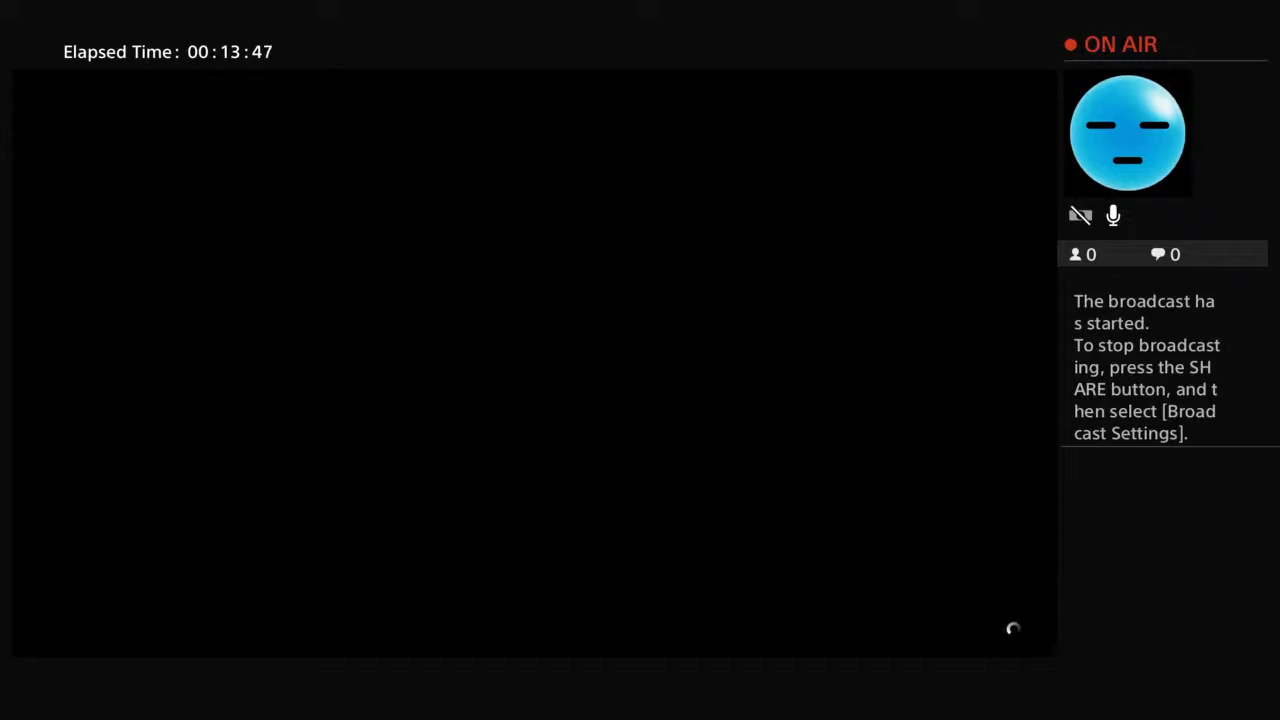 Elapsed Time: 00:13:47
ON AIR
0 0
The broadcast ha
s started.
To stop broadcast
ing, press the SH
ARE button, and t
hen select [Broad
cast Settings].